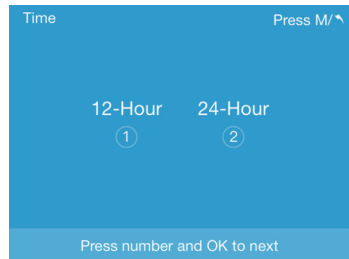 Time
Press M/↰
12-Hour 24-Hour
1 2
Press number and OK to next